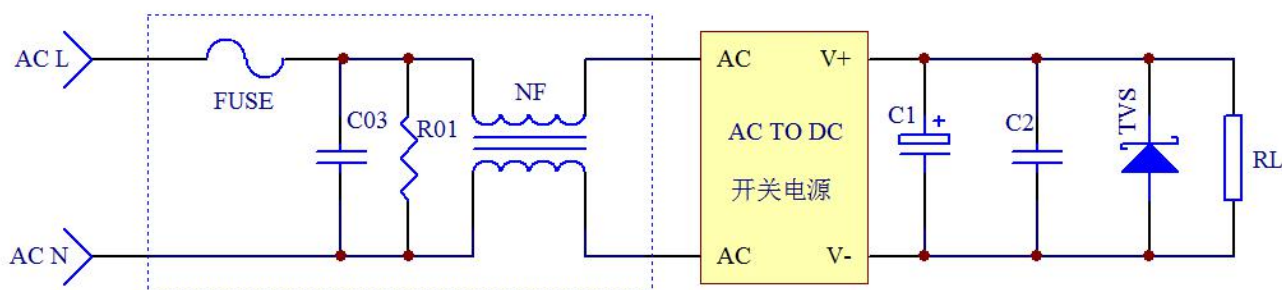 AC L
FUSE
C03
R01
NF
AC
V+
AC TO DC
开关电源
AC
V-
C1
+
C2
TVS
RL
AC N